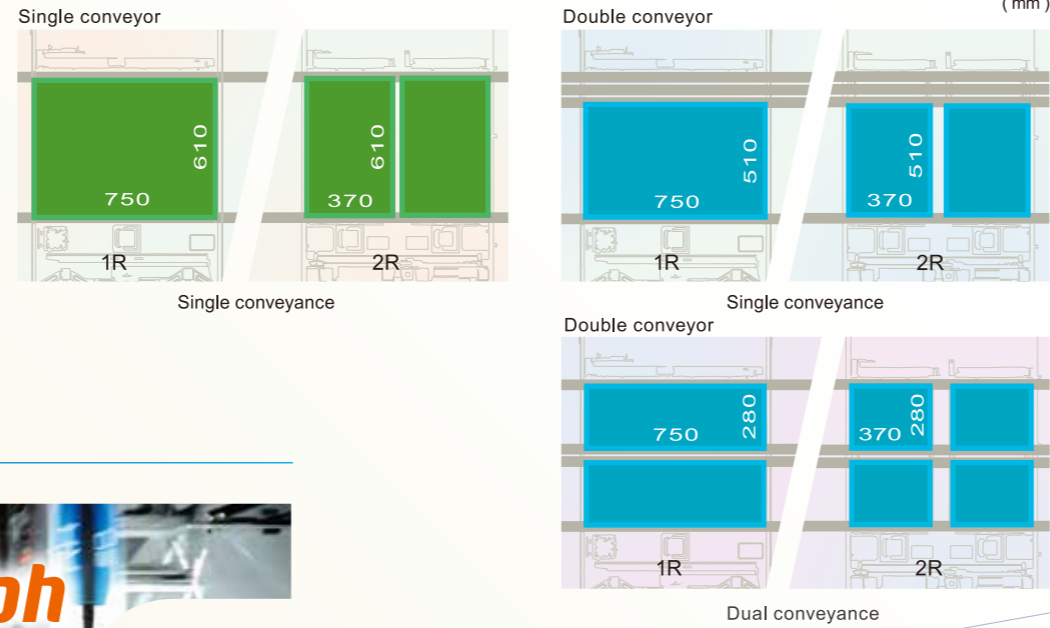 ( mm )
Single conveyor
610
750
1R
610
370
2R
Single conveyance
Double conveyor
510
750
1R
510
370
2R
Single conveyance
Double conveyor
280
750
1R
280
370
2R
Dual conveyance
ph